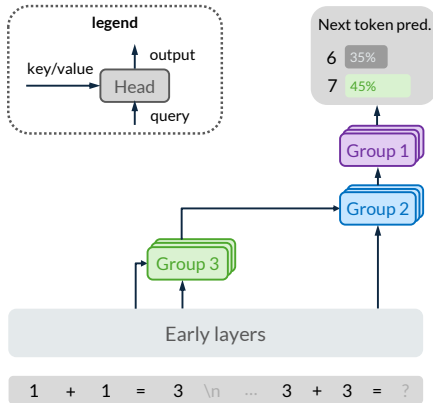 legend
output
key/value
Head
query
Next token pred.
6 35%
7 45%
Group 1
Group 2
Group 3
Early layers
1 + 1 = 3 \n ... 3 + 3 = ?